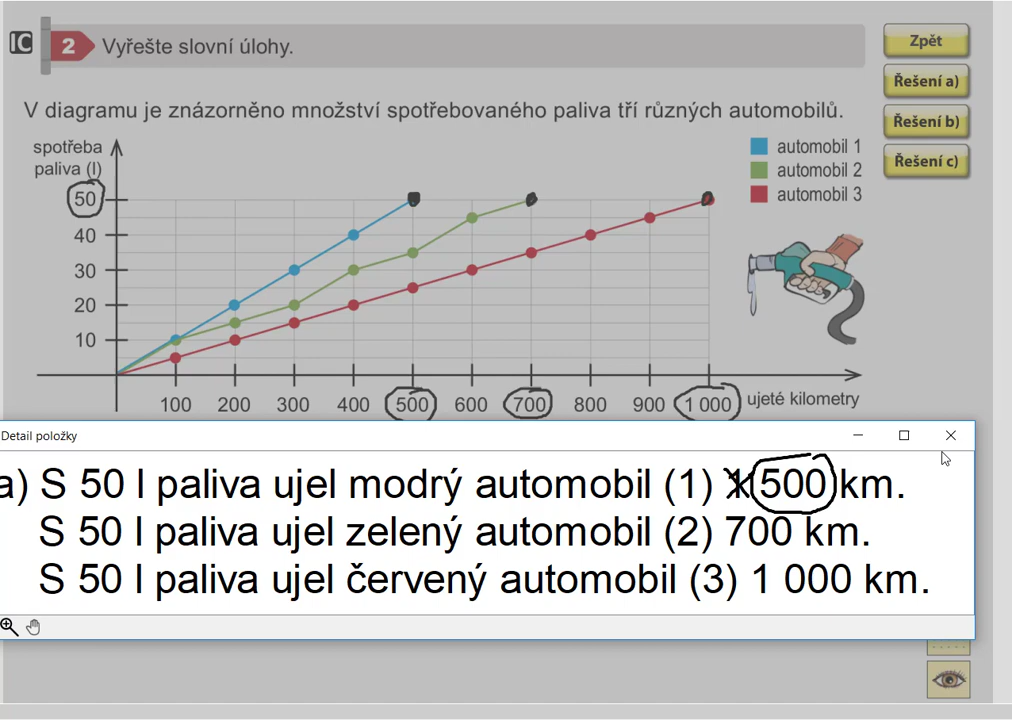 IC
2 Vyřešte slovní úlohy.
Zpět
Řešení a)
Řešení b)
Řešení c)
V diagramu je znázorněno množství spotřebovaného paliva tří různých automobilů.
spotřeba
paliva (l)
50
40
30
20
10
automobil 1
automobil 2
automobil 3
100 200 300 400 500 600 700 800 900 1 000 ujeté kilometry
Detail položky
a) S 50 l paliva ujel modrý automobil (1) 1 500 km.
S 50 l paliva ujel zelený automobil (2) 700 km.
S 50 l paliva ujel červený automobil (3) 1 000 km.